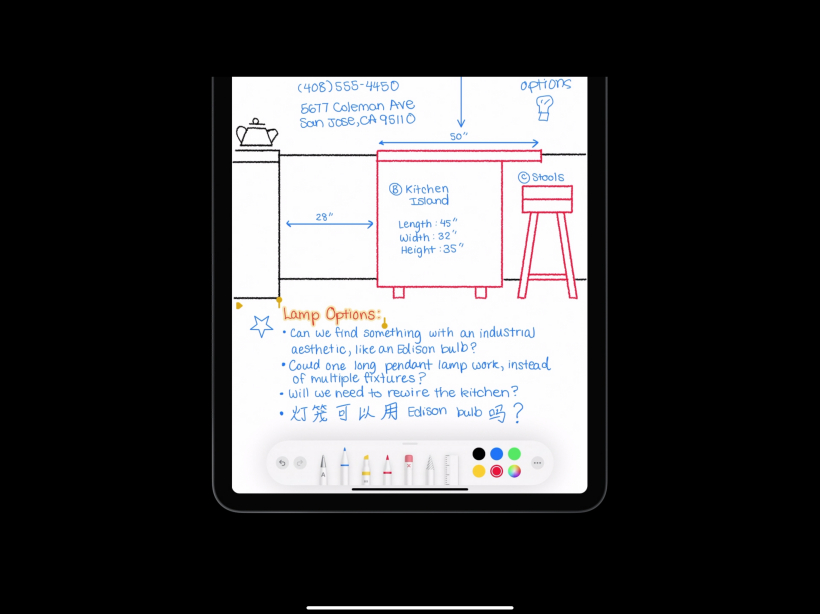 (408)555-4450
options
5677 Coleman Ave
San Jose, CA 95110
50"
Ⓒ Stools
Ⓑ Kitchen
Island
28"
Length: 45"
Width: 32"
Height: 35"
Lamp Options:
• Can we find something with an industrial
aesthetic, like an Edison bulb?
• Could one long pendant lamp work, instead
of multiple fixtures?
• Will we need to rewire the kitchen?
• 灯笼可以用 Edison bulb 吗?
A